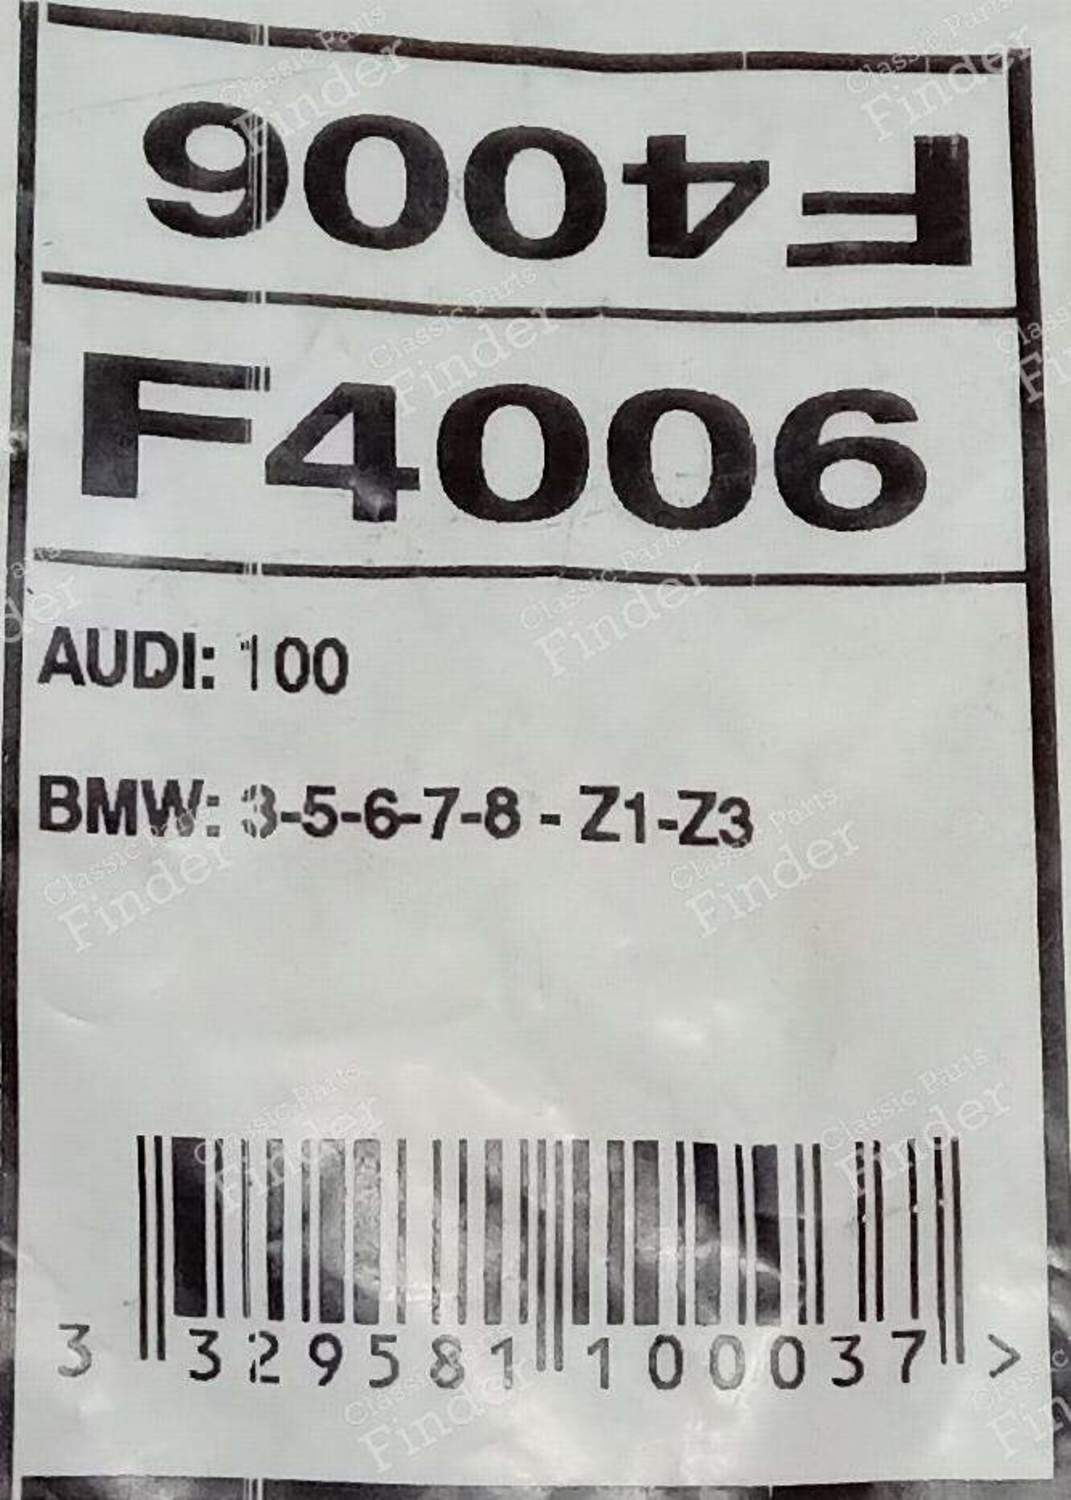 F4006
F4006
AUDI: 100
BMW: 3-5-6-7-8 - Z1-Z3
3 329581 100037 >
Classic Parts
Finder